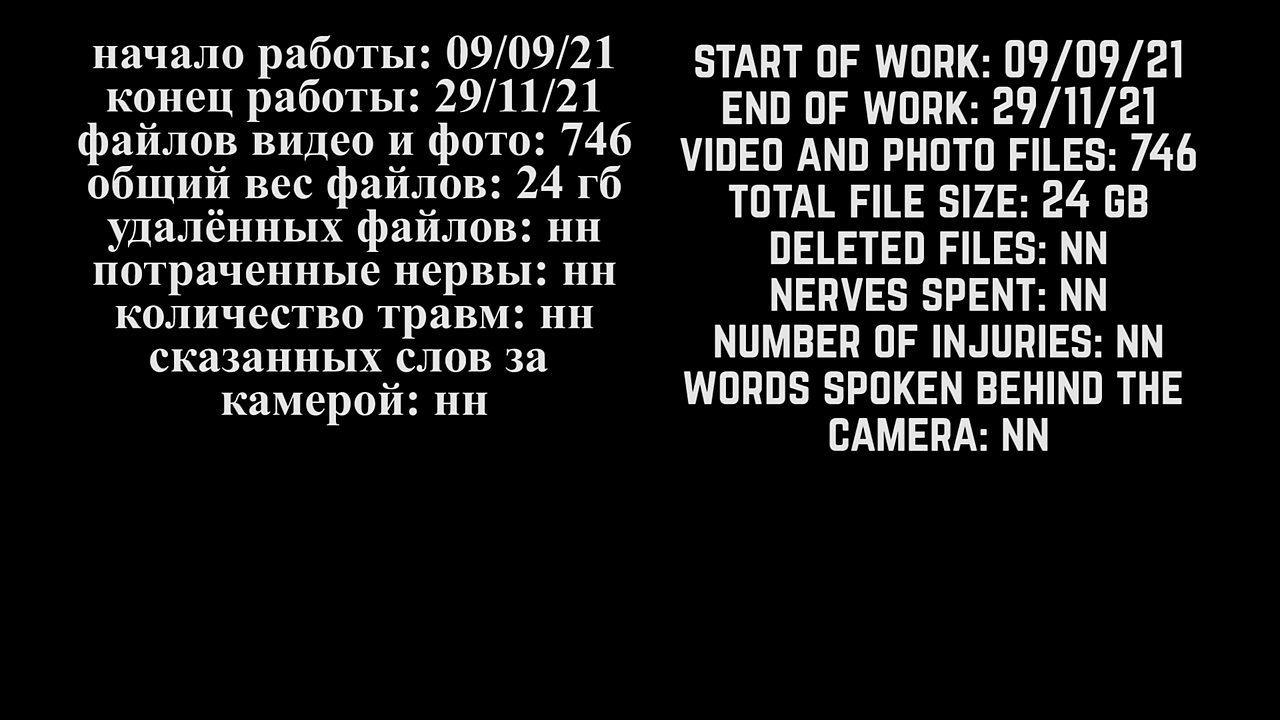 начало работы: 09/09/21
конец работы: 29/11/21
файлов видео и фото: 746
общий вес файлов: 24 гб
удалённых файлов: нн
потраченные нервы: нн
количество травм: нн
сказанных слов за
камерой: нн
START OF WORK: 09/09/21
END OF WORK: 29/11/21
VIDEO AND PHOTO FILES: 746
TOTAL FILE SIZE: 24 GB
DELETED FILES: NN
NERVES SPENT: NN
NUMBER OF INJURIES: NN
WORDS SPOKEN BEHIND THE
CAMERA: NN